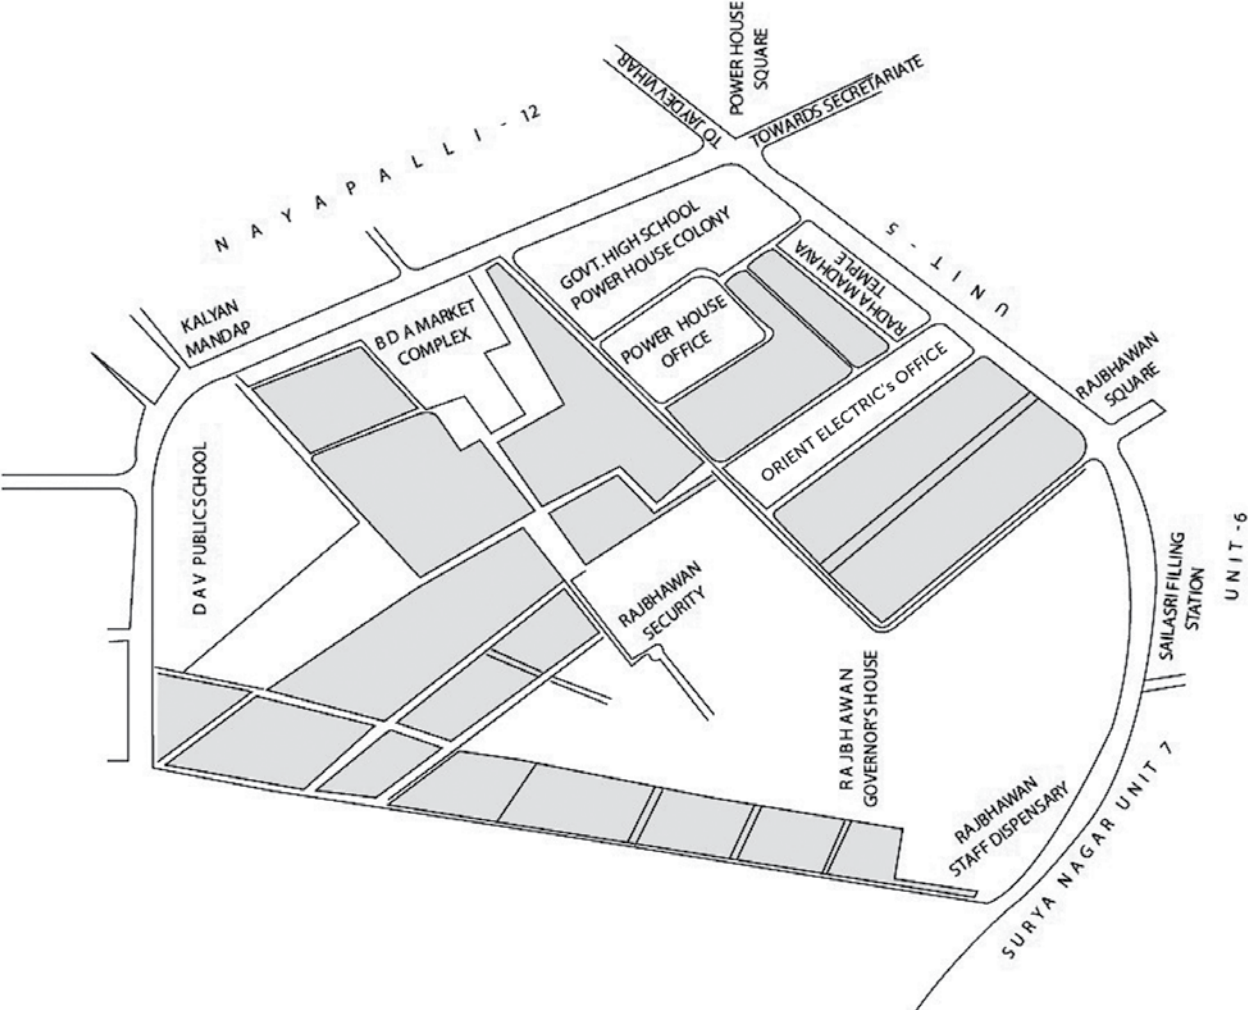 POWER HOUSE
SQUARE
TO JAYDEV VIHAR
TOWARDS SECRETARIATE
NAYAPALLI - 12
UNIT - 5
GOVT. HIGH SCHOOL
POWER HOUSE COLONY
RADHA MADHAVA
TEMPLE
KALYAN
MANDAP
BDA MARKET
COMPLEX
POWER HOUSE
OFFICE
ORIENT ELECTRIC's OFFICE
RAJBHAWAN
SQUARE
DAV PUBLIC SCHOOL
RAJBHAWAN
SECURITY
SAILASRI FILLING
STATION
UNIT -6
RAJBHAWAN
GOVERNOR'S HOUSE
RAJBHAWAN
STAFF DISPENSARY
SURYA NAGAR UNIT 7